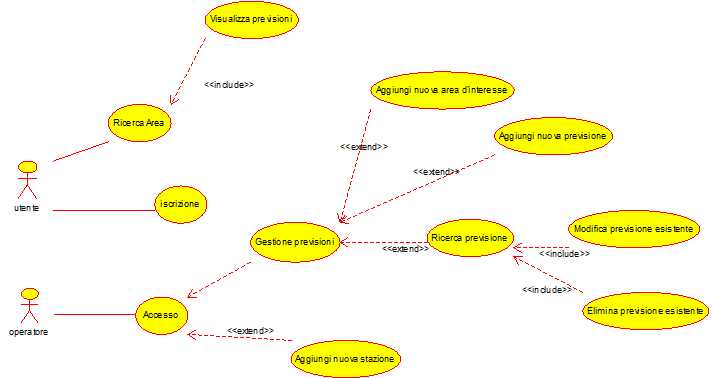 Visualizza previsioni
<<include>>
Aggiungi nuova area d'interesse
Ricerca Area
Aggiungi nuova previsione
<<extend>>
<<extend>>
utente
iscrizione
Gestione previsioni
Ricerca previsione
Modifica previsione esistente
<<extend>>
<<include>>
<<include>>
Elimina previsione esistente
operatore
Accesso
<<extend>>
Aggiungi nuova stazione